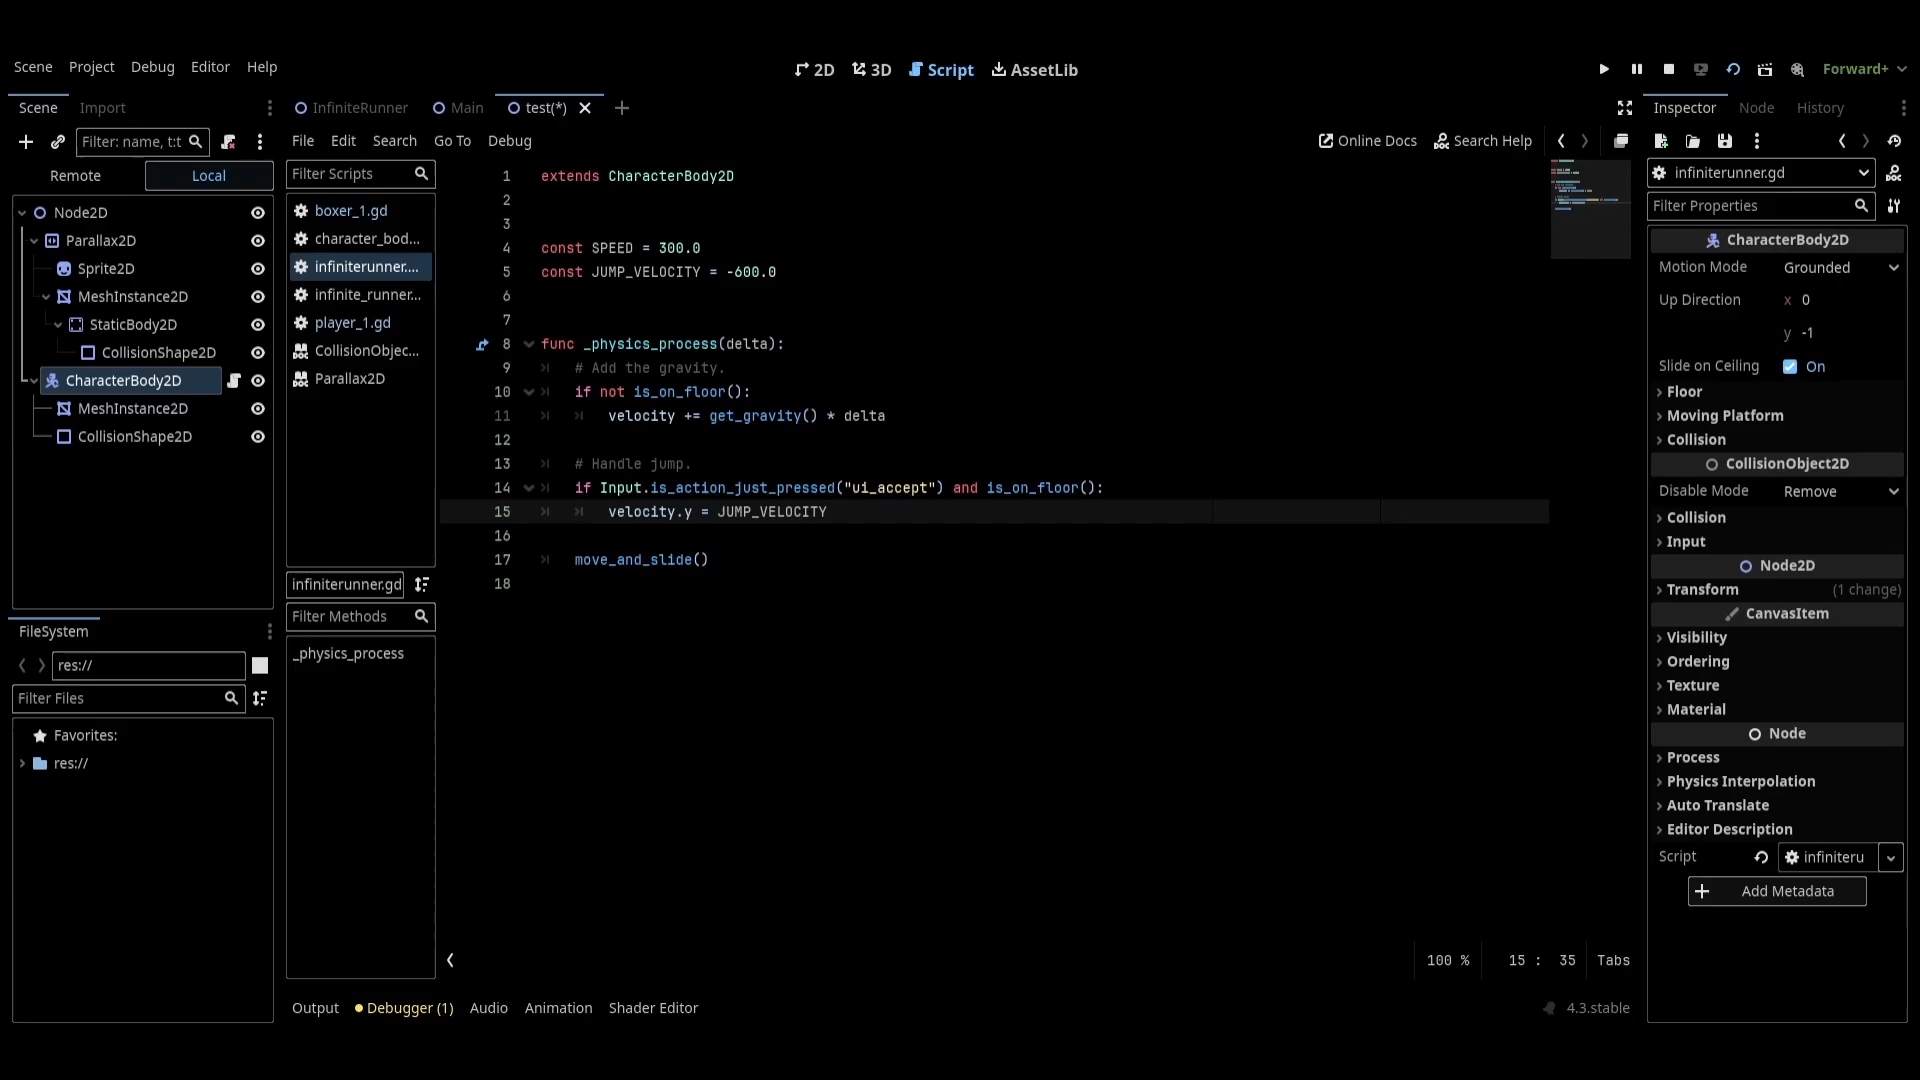 Scene Project Debug Editor Help
2D 3D Script AssetLib
Forward+
Scene Import
InfiniteRunner Main test(*)
Inspector Node History
Filter: name, t:t
File Edit Search Go To Debug
Online Docs Search Help
Remote Local
Node2D
Parallax2D
Sprite2D
MeshInstance2D
StaticBody2D
CollisionShape2D
CharacterBody2D
MeshInstance2D
CollisionShape2D
FileSystem
res://
Filter Files
Favorites:
res://
Filter Scripts
boxer_1.gd
character_bod...
infiniterunner....
infinite_runner...
player_1.gd
CollisionObjec...
Parallax2D
infiniterunner.gd
Filter Methods
_physics_process
1 extends CharacterBody2D
2
3
4 const SPEED = 300.0
5 const JUMP_VELOCITY = -600.0
6
7
8 func _physics_process(delta):
9 # Add the gravity.
10 if not is_on_floor():
11 velocity += get_gravity() * delta
12
13 # Handle jump.
14 if Input.is_action_just_pressed("ui_accept") and is_on_floor():
15 velocity.y = JUMP_VELOCITY
16
17 move_and_slide()
18
100 % 15 : 35 Tabs
Output Debugger (1) Audio Animation Shader Editor
4.3.stable
infiniterunner.gd
Filter Properties
CharacterBody2D
Motion Mode Grounded
Up Direction x 0
y -1
Slide on Ceiling On
Floor
Moving Platform
Collision
CollisionObject2D
Disable Mode Remove
Collision
Input
Node2D
Transform (1 change)
CanvasItem
Visibility
Ordering
Texture
Material
Node
Process
Physics Interpolation
Auto Translate
Editor Description
Script infiniteru
Add Metadata